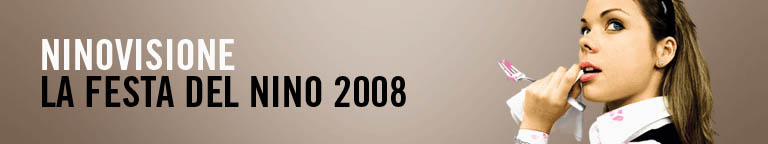 NINOVISIONE
LA FESTA DEL NINO 2008